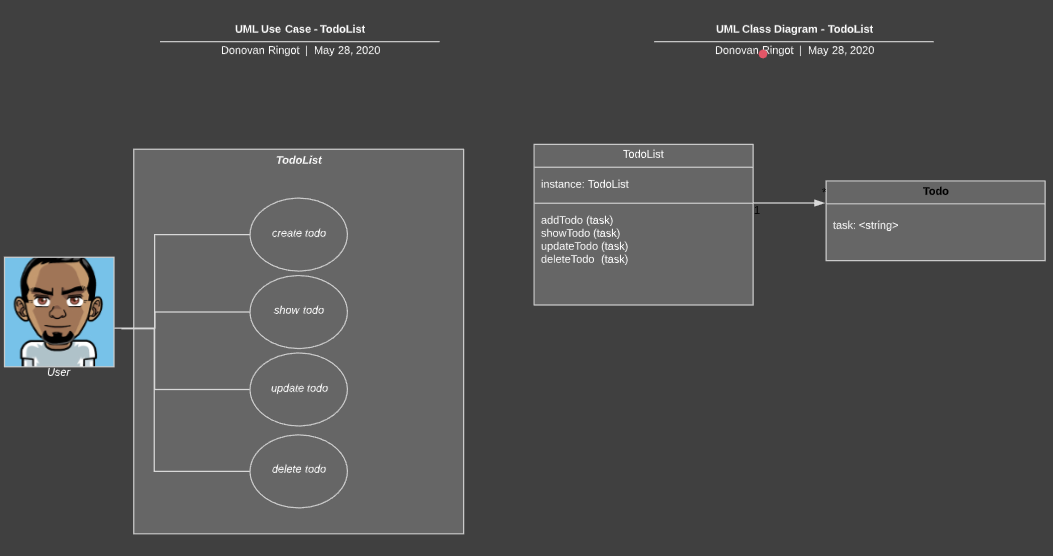 UML Use Case - TodoList
Donovan Ringot | May 28, 2020
TodoList
create todo
show todo
update todo
delete todo
User
UML Class Diagram - TodoList
Donovan Ringot | May 28, 2020
TodoList
instance: TodoList
addTodo (task)
showTodo (task)
updateTodo (task)
deleteTodo (task)
1
*
Todo
task: <string>